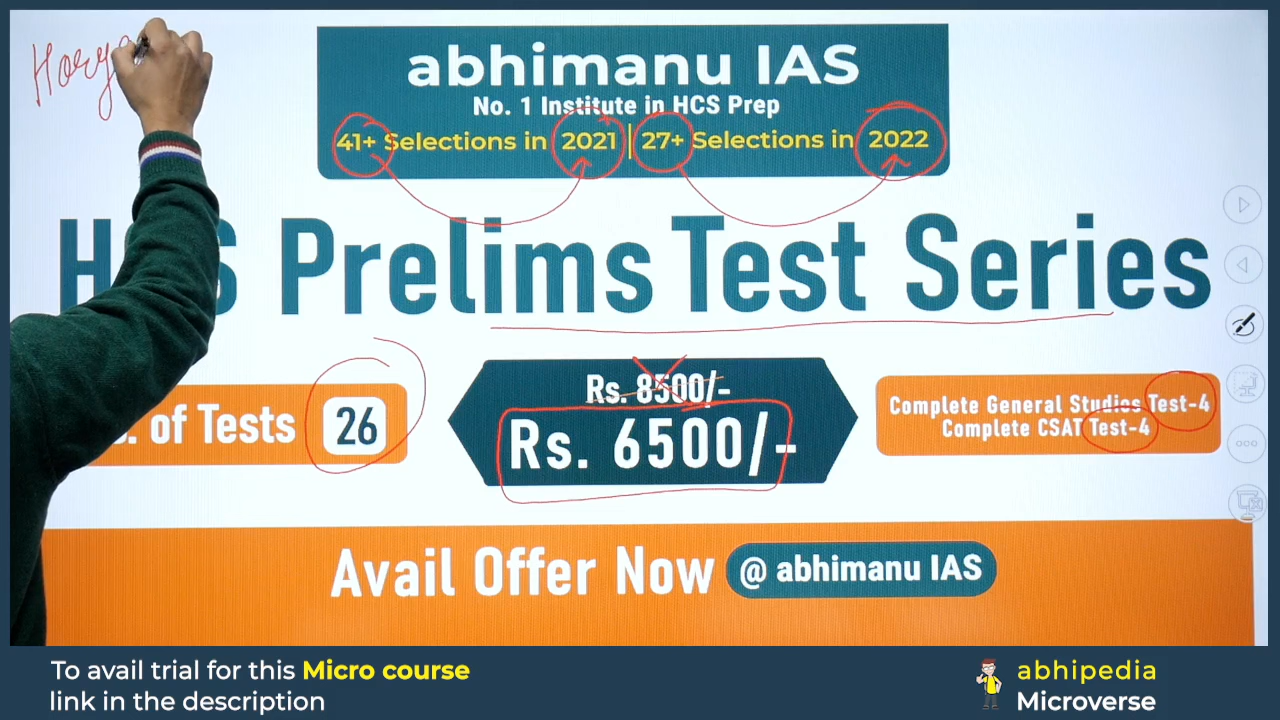 Hary
abhimanu IAS
No. 1 Institute in HCS Prep
41+ Selections in 2021 | 27+ Selections in 2022
Prelims Test Series
of Tests 26
Rs. 8500/-
Rs. 6500/-
Complete General Studies Test-4
Complete CSAT Test-4
Avail Offer Now @ abhimanu IAS
To avail trial for this Micro course
link in the description
abhipedia
Microverse